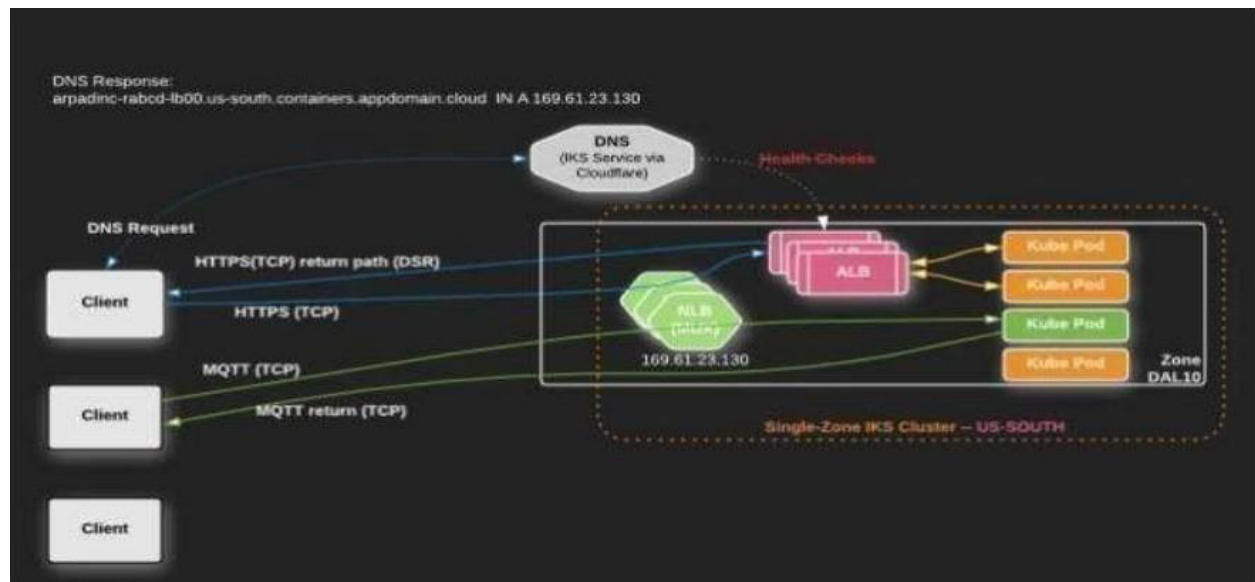 DNS Response:
arpadinc-rabcd-lb00.us-south.containers.appdomain.cloud IN A 169.61.23.130
DNS
(IKS Service via
Cloudflare)
Health Checks
DNS Request
HTTPS(TCP) return path (DSR)
Client
HTTPS (TCP)
ALB
ALB
Kube Pod
Kube Pod
NLB
(MUX)
Kube Pod
169.61.23.130
Kube Pod
Zone
DAL10
MQTT (TCP)
Client
MQTT return (TCP)
Single-Zone IKS Cluster – US-SOUTH
Client